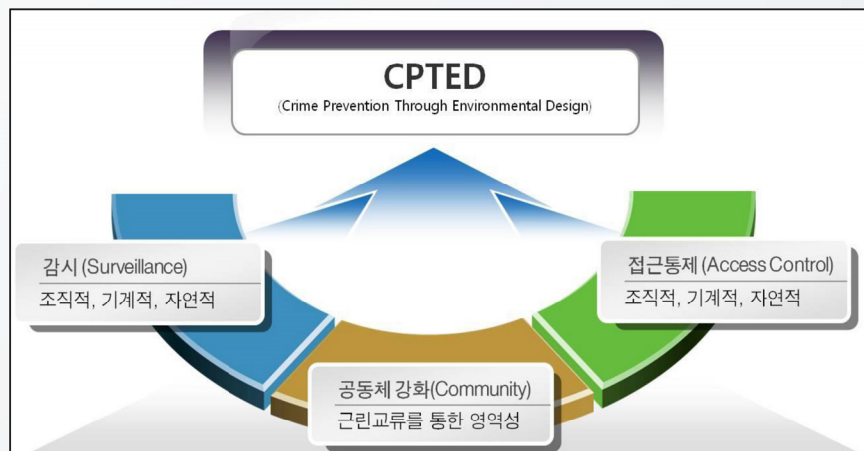 CPTED
(Crime Prevention Through Environmental Design)
감시(Surveillance)
조직적, 기계적, 자연적
접근통제(Access Control)
조직적, 기계적, 자연적
공동체 강화(Community)
근린교류를 통한 영역성